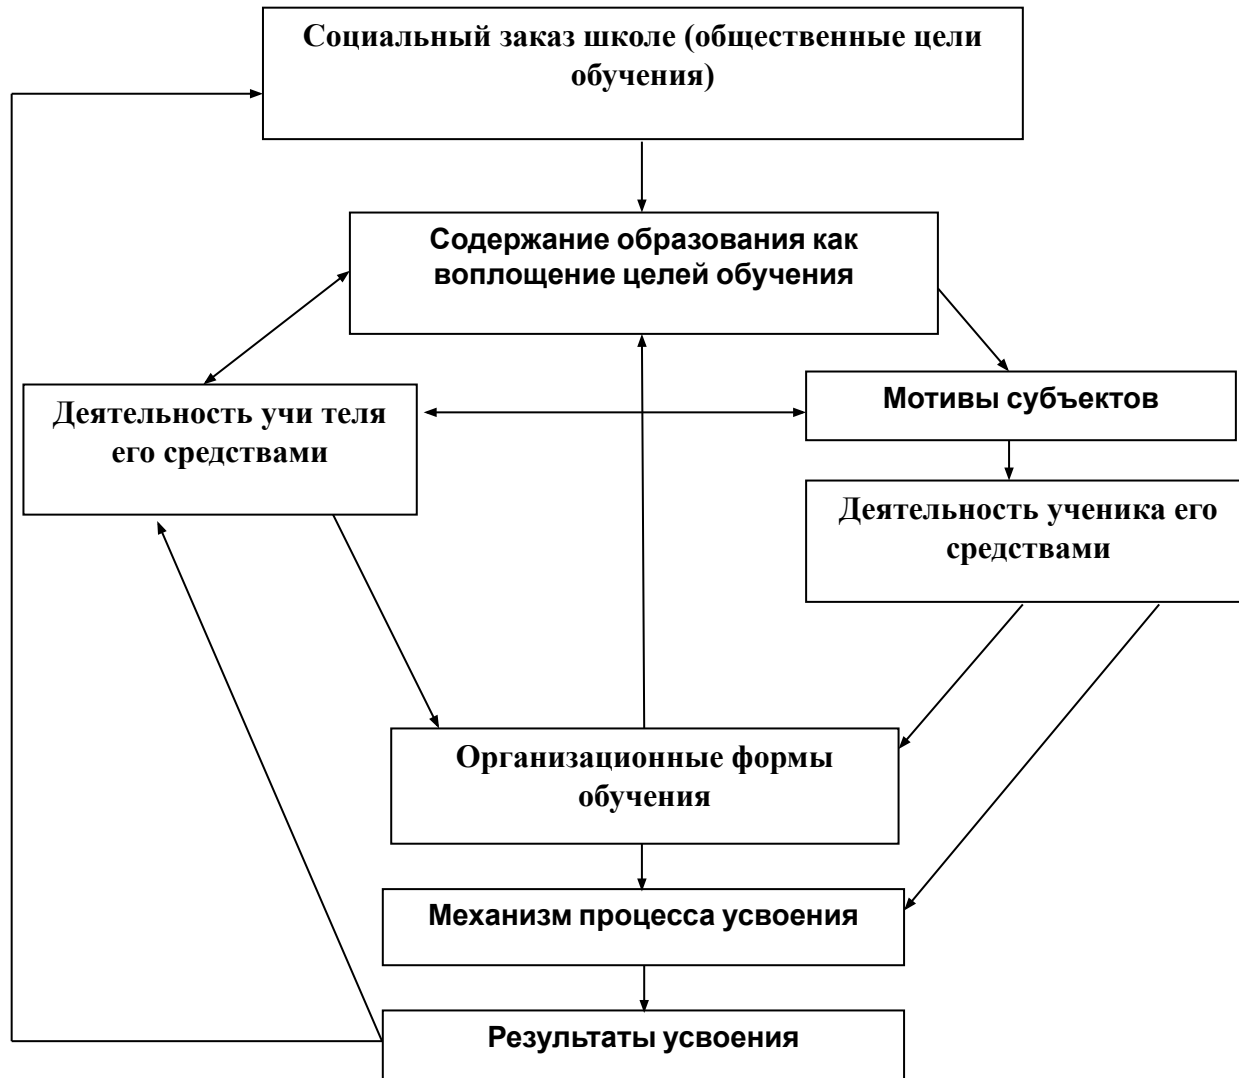 Социальный заказ школе (общественные цели
обучения)
Содержание образования как
воплощение целей обучения
Деятельность учи теля
его средствами
Мотивы субъектов
Деятельность ученика его
средствами
Организационные формы
обучения
Механизм процесса усвоения
Результаты усвоения